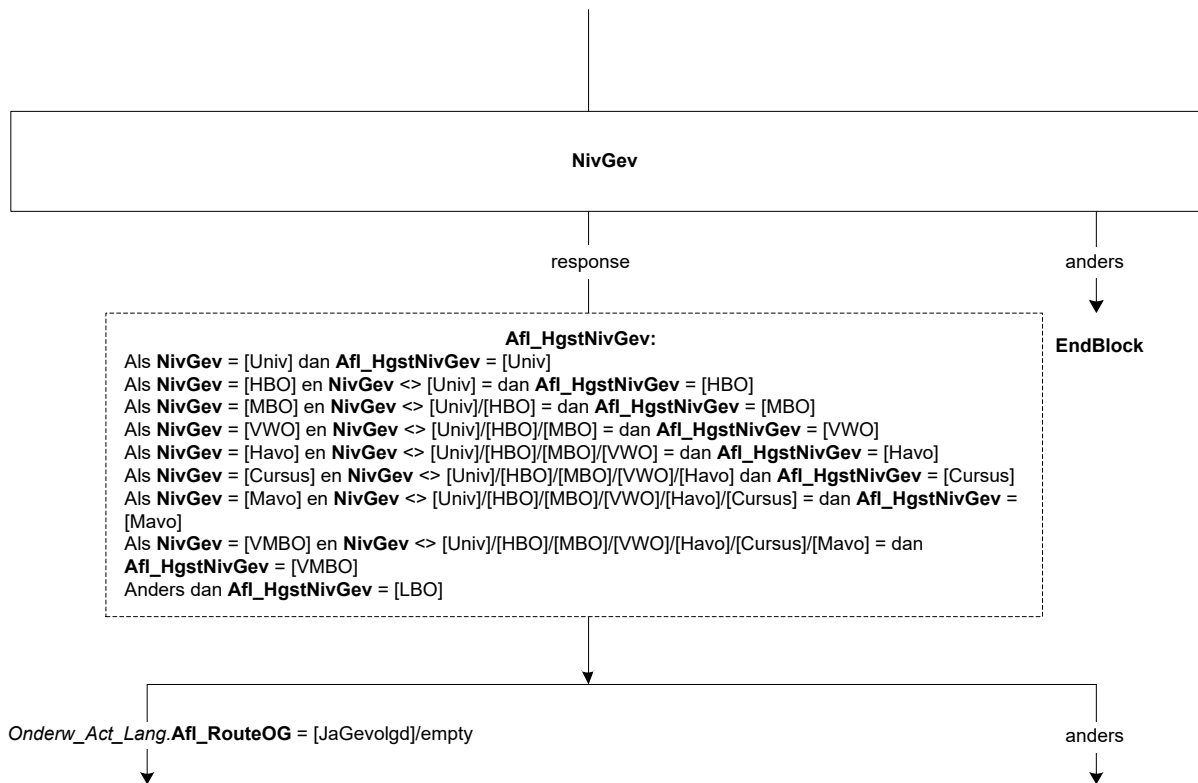 NivGev
response
anders
Afl_HgstNivGev:
Als NivGev = [Univ] dan Afl_HgstNivGev = [Univ]
Als NivGev = [HBO] en NivGev <> [Univ] = dan Afl_HgstNivGev = [HBO]
Als NivGev = [MBO] en NivGev <> [Univ]/[HBO] = dan Afl_HgstNivGev = [MBO]
Als NivGev = [VWO] en NivGev <> [Univ]/[HBO]/[MBO] = dan Afl_HgstNivGev = [VWO]
Als NivGev = [Havo] en NivGev <> [Univ]/[HBO]/[MBO]/[VWO] = dan Afl_HgstNivGev = [Havo]
Als NivGev = [Cursus] en NivGev <> [Univ]/[HBO]/[MBO]/[VWO]/[Havo] dan Afl_HgstNivGev = [Cursus]
Als NivGev = [Mavo] en NivGev <> [Univ]/[HBO]/[MBO]/[VWO]/[Havo]/[Cursus] = dan Afl_HgstNivGev =
[Mavo]
Als NivGev = [VMBO] en NivGev <> [Univ]/[HBO]/[MBO]/[VWO]/[Havo]/[Cursus]/[Mavo] = dan
Afl_HgstNivGev = [VMBO]
Anders dan Afl_HgstNivGev = [LBO]
EndBlock
Onderw_Act_Lang.Afl_RouteOG = [JaGevolgd]/empty
anders